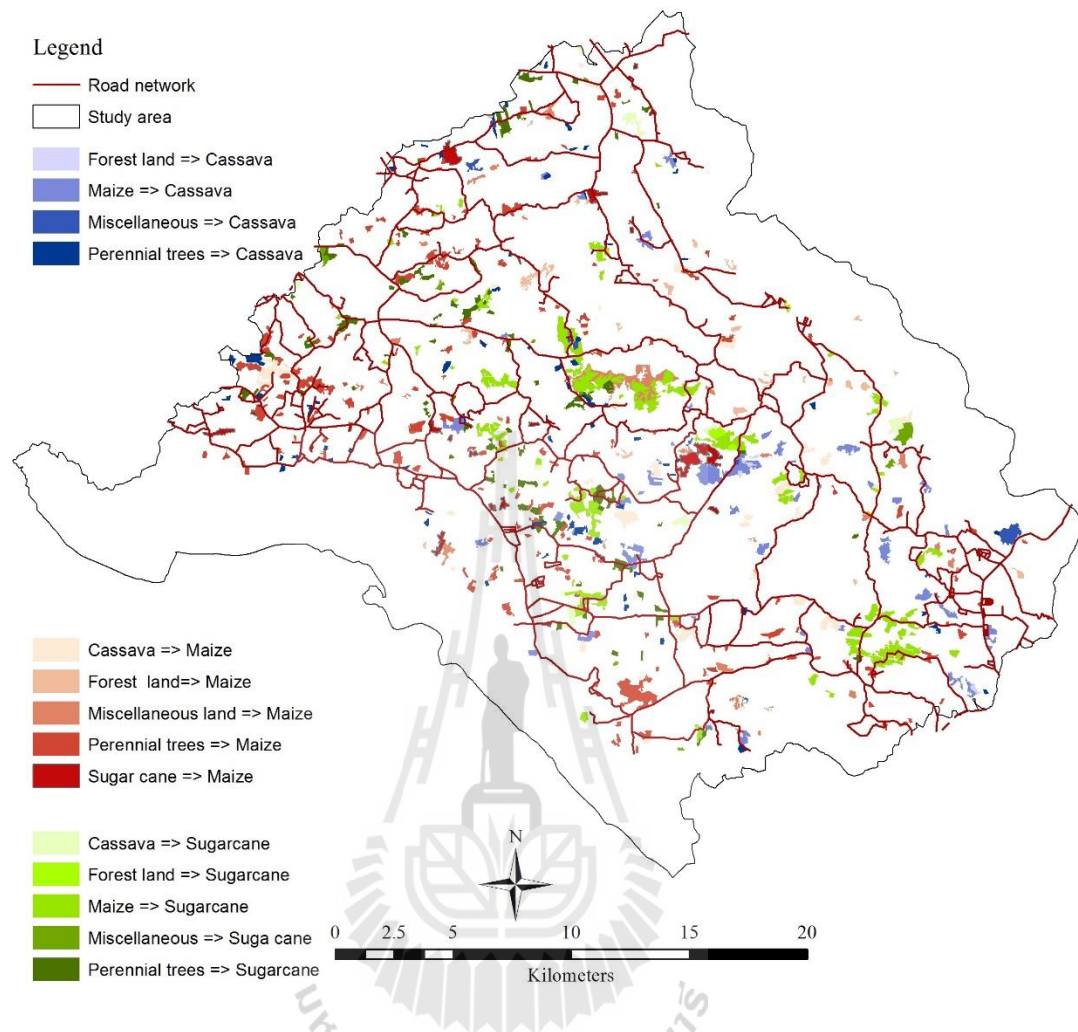 Legend
Road network
Study area
Forest land => Cassava
Maize => Cassava
Miscellaneous => Cassava
Perennial trees => Cassava
Cassava => Maize
Forest  land=> Maize
Miscellaneous land => Maize
Perennial trees => Maize
Sugar cane => Maize
Cassava => Sugarcane
Forest land => Sugarcane
Maize => Sugarcane
Miscellaneous => Suga cane
Perennial trees => Sugarcane
N
0 2.5 5 10 15 20
Kilometers